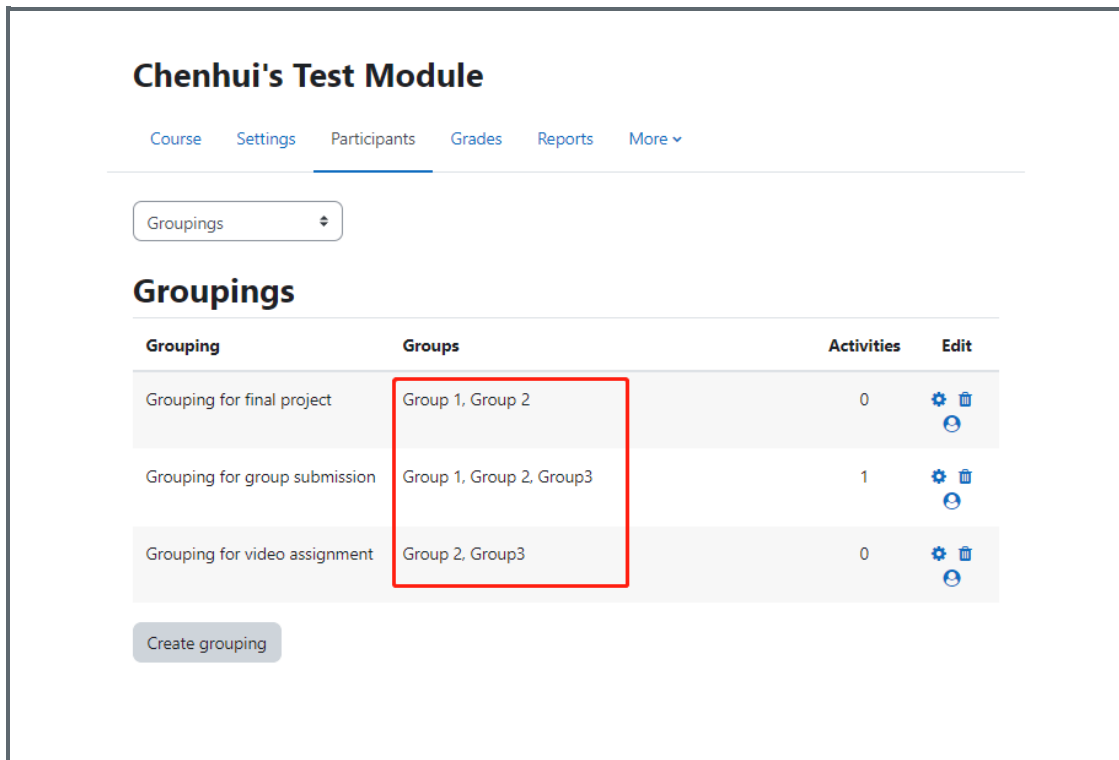 Chenhui's Test Module
Course Settings Participants Grades Reports More
Groupings
Groupings
Grouping Groups Activities Edit
Grouping for final project Group 1, Group 2 0
Grouping for group submission Group 1, Group 2, Group3 1
Grouping for video assignment Group 2, Group3 0
Create grouping